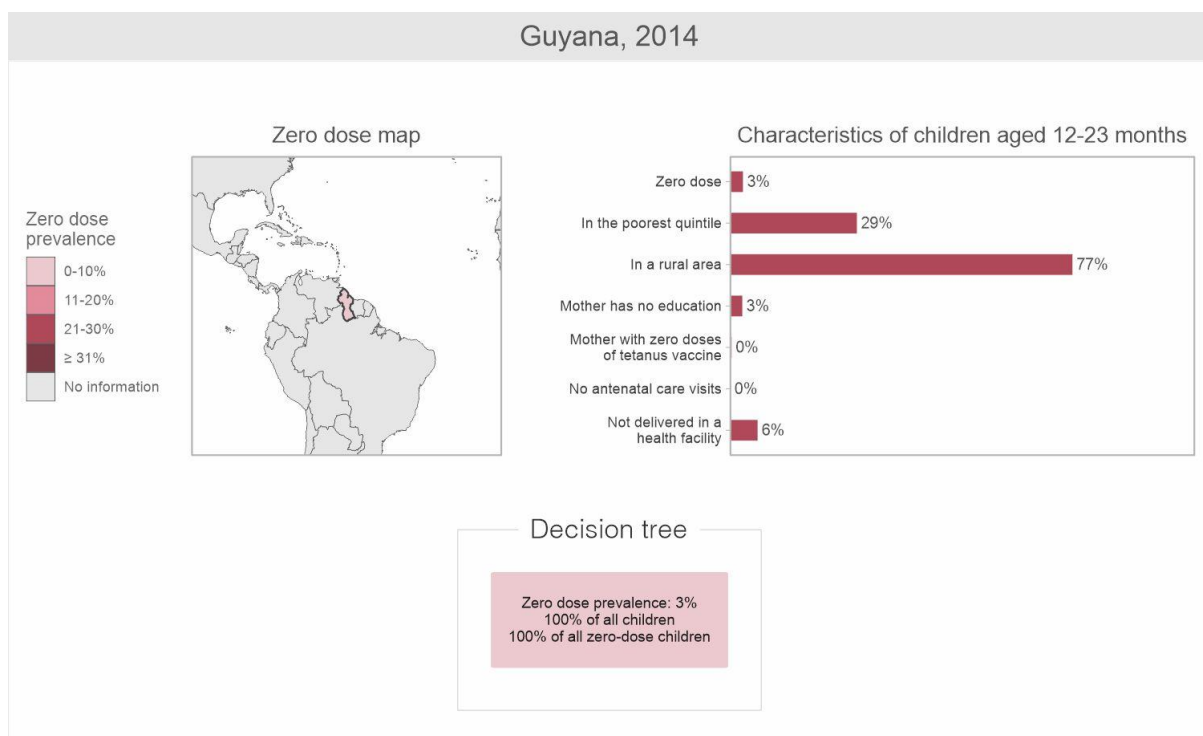 Guyana, 2014
Zero dose map
Zero dose
prevalence
0-10%
11-20%
21-30%
≥ 31%
No information
Characteristics of children aged 12-23 months
Zero dose 3%
In the poorest quintile 29%
In a rural area 77%
Mother has no education 3%
Mother with zero doses
of tetanus vaccine 0%
No antenatal care visits 0%
Not delivered in a
health facility 6%
Decision tree
Zero dose prevalence: 3%
100% of all children
100% of all zero-dose children